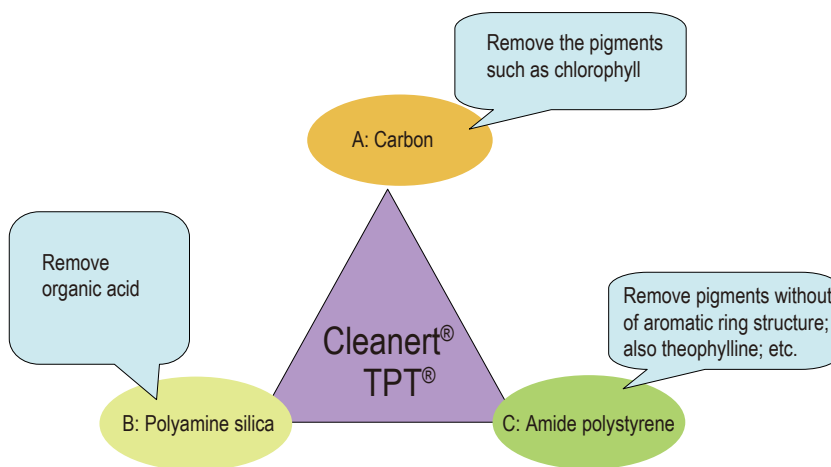 Remove the pigments
such as chlorophyll
A: Carbon
Remove
organic acid
Remove pigments without
of aromatic ring structure;
also theophylline; etc.
Cleanert®
TPT®
B: Polyamine silica
C: Amide polystyrene